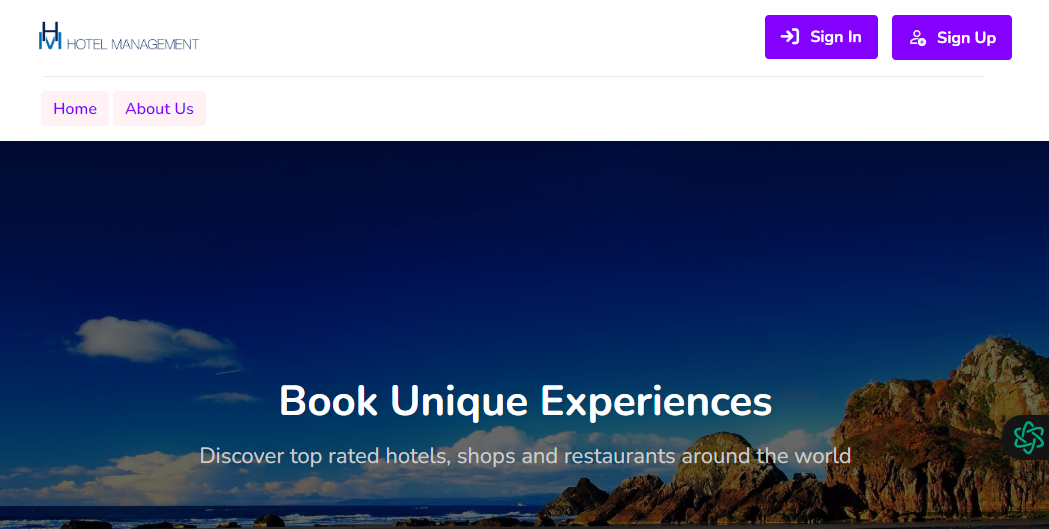 HM HOTEL MANAGEMENT
Sign In
Sign Up
Home
About Us
Book Unique Experiences
Discover top rated hotels, shops and restaurants around the world